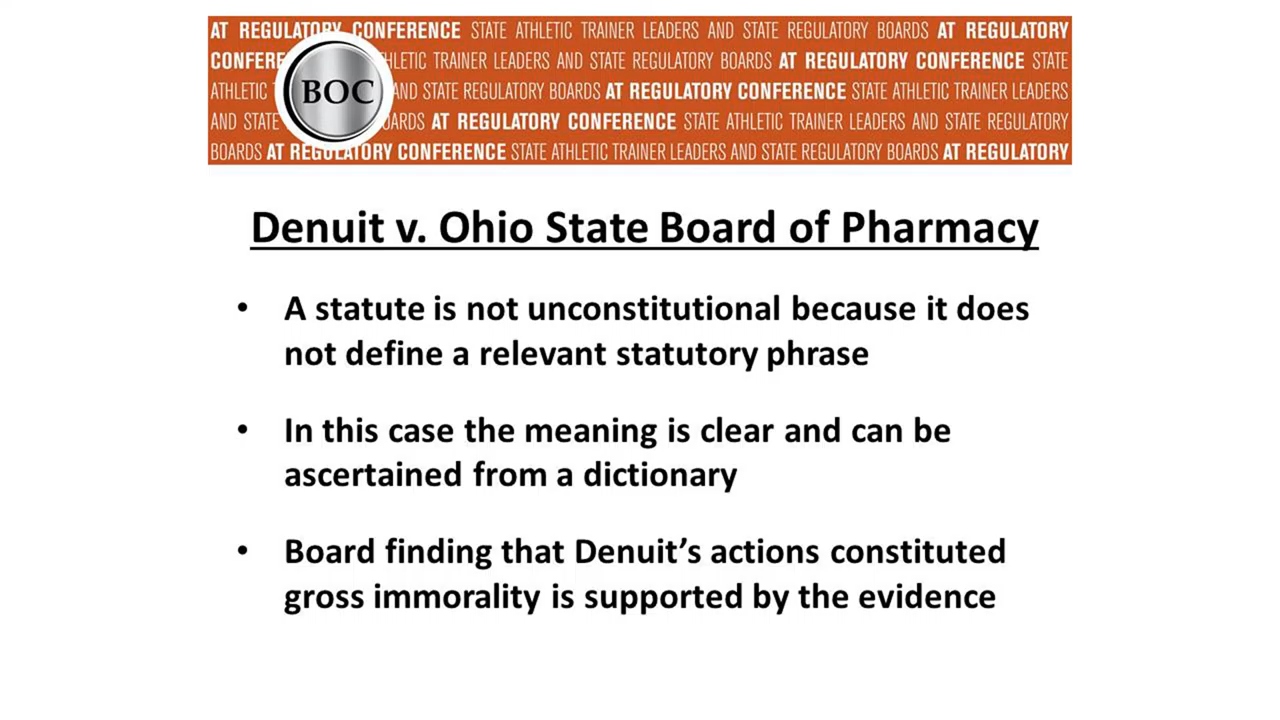 AT REGULATORY CONFERENCE STATE ATHLETIC TRAINER LEADERS AND STATE REGULATORY BOARDS AT REGULATORY
CONFERE HLETIC TRAINER LEADERS AND STATE REGULATORY BOARDS AT REGULATORY CONFERENCE STATE
ATHLETIC T AND STATE REGULATORY BOARDS AT REGULATORY CONFERENCE STATE ATHLETIC TRAINER LEADERS
AND STATE ARDS AT REGULATORY CONFERENCE STATE ATHLETIC TRAINER LEADERS AND STATE REGULATORY
BOARDS AT REGULATORY CONFERENCE STATE ATHLETIC TRAINER LEADERS AND STATE REGULATORY BOARDS AT REGULATORY
BOC
Denuit v. Ohio State Board of Pharmacy
• A statute is not unconstitutional because it does
not define a relevant statutory phrase
• In this case the meaning is clear and can be
ascertained from a dictionary
• Board finding that Denuit’s actions constituted
gross immorality is supported by the evidence